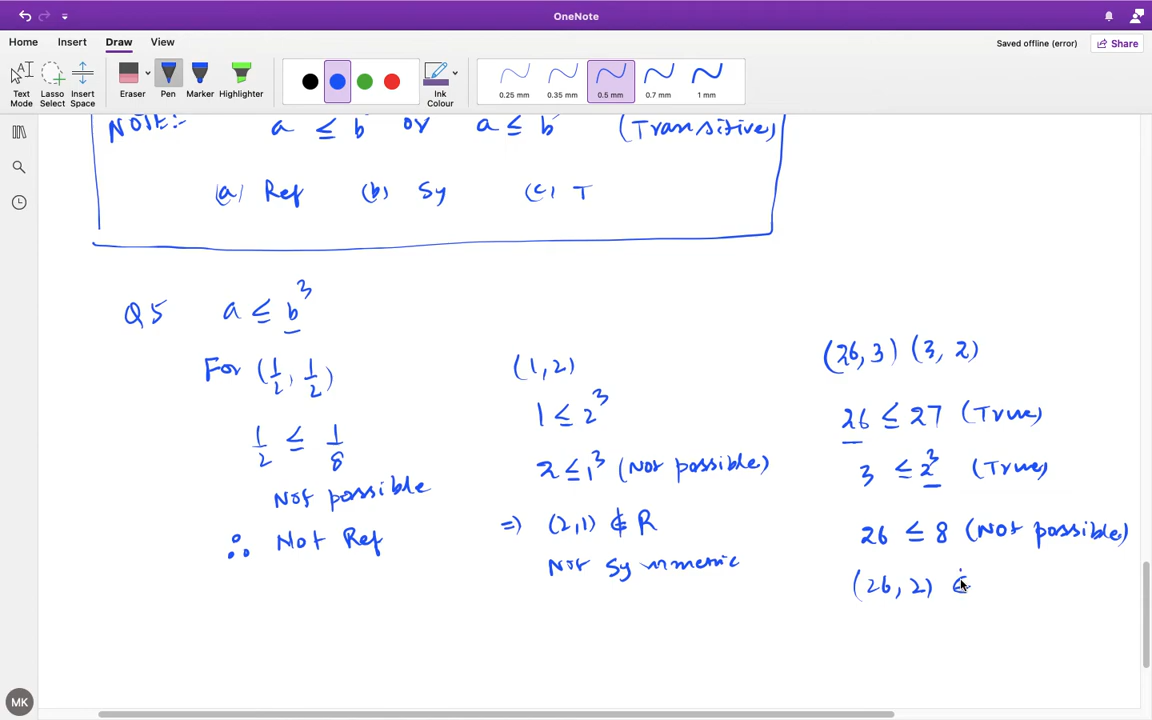 OneNote
Home Insert Draw View
Saved offline (error) Share
Text Mode
Lasso Select
Insert Space
Eraser
Pen
Marker
Highlighter
Ink Colour
0.25 mm 0.35 mm 0.5 mm 0.7 mm 1 mm
NOTE:- a ≤ b or a ≤ b (Transitive)
(a) Ref (b) Sy (c) T
Q5 a ≤ b³
For (1/2, 1/2)
1/2 ≤ 1/8
Not possible
∴ Not Ref
(1, 2)
1 ≤ 2³
2 ≤ 1³ (Not possible)
=) (2,1) ∉ R
Not Symmetric
(26, 3) (3, 2)
26 ≤ 27 (True)
3 ≤ 2³ (True)
26 ≤ 8 (Not possible)
(26, 2)
MK